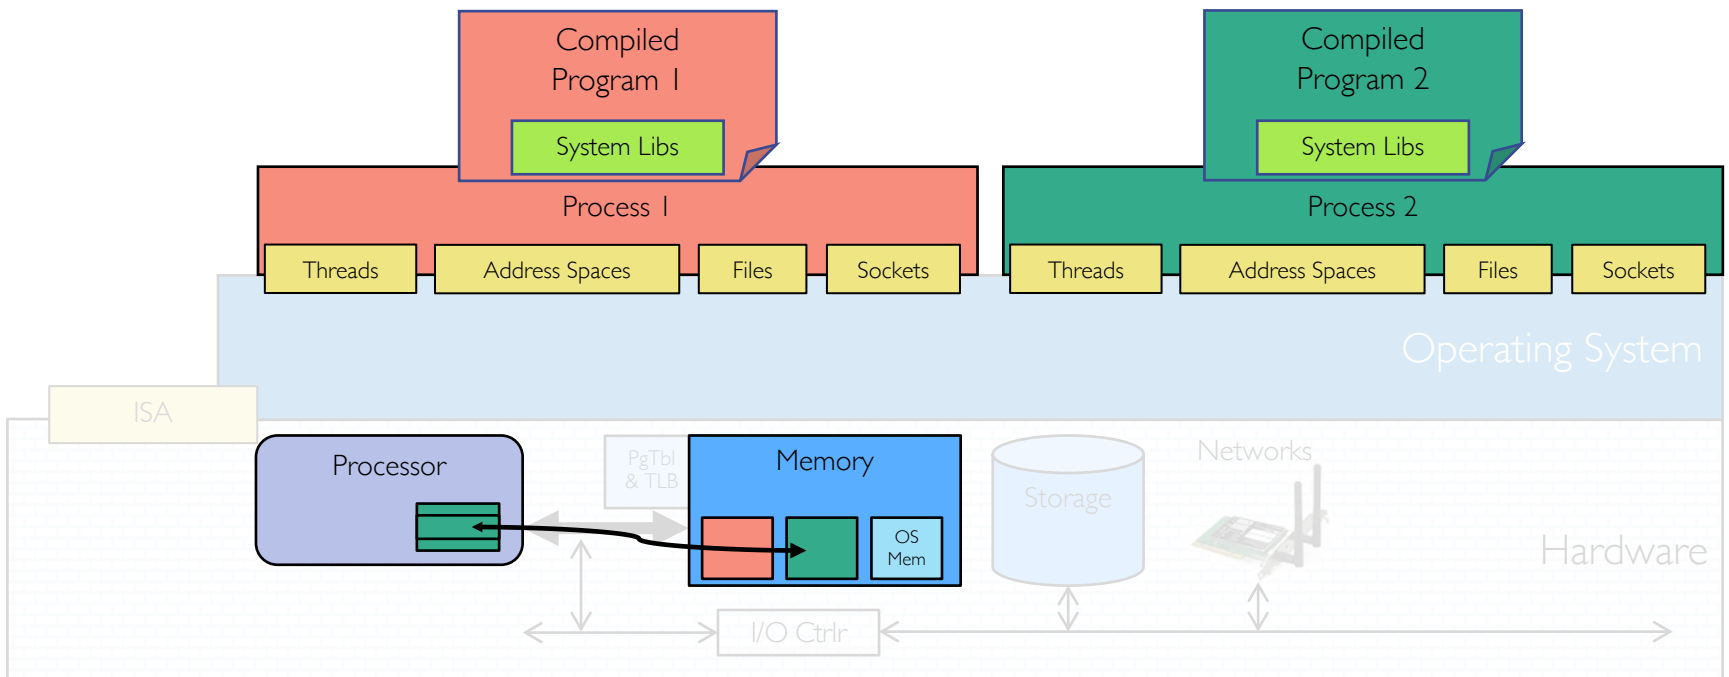 Compiled
Program 1
System Libs
Process 1
Threads
Address Spaces
Files
Sockets
Compiled
Program 2
System Libs
Process 2
Threads
Address Spaces
Files
Sockets
Operating System
ISA
Processor
PgTbl
& TLB
Memory
OS
Mem
Storage
Networks
Hardware
I/O Ctrlr